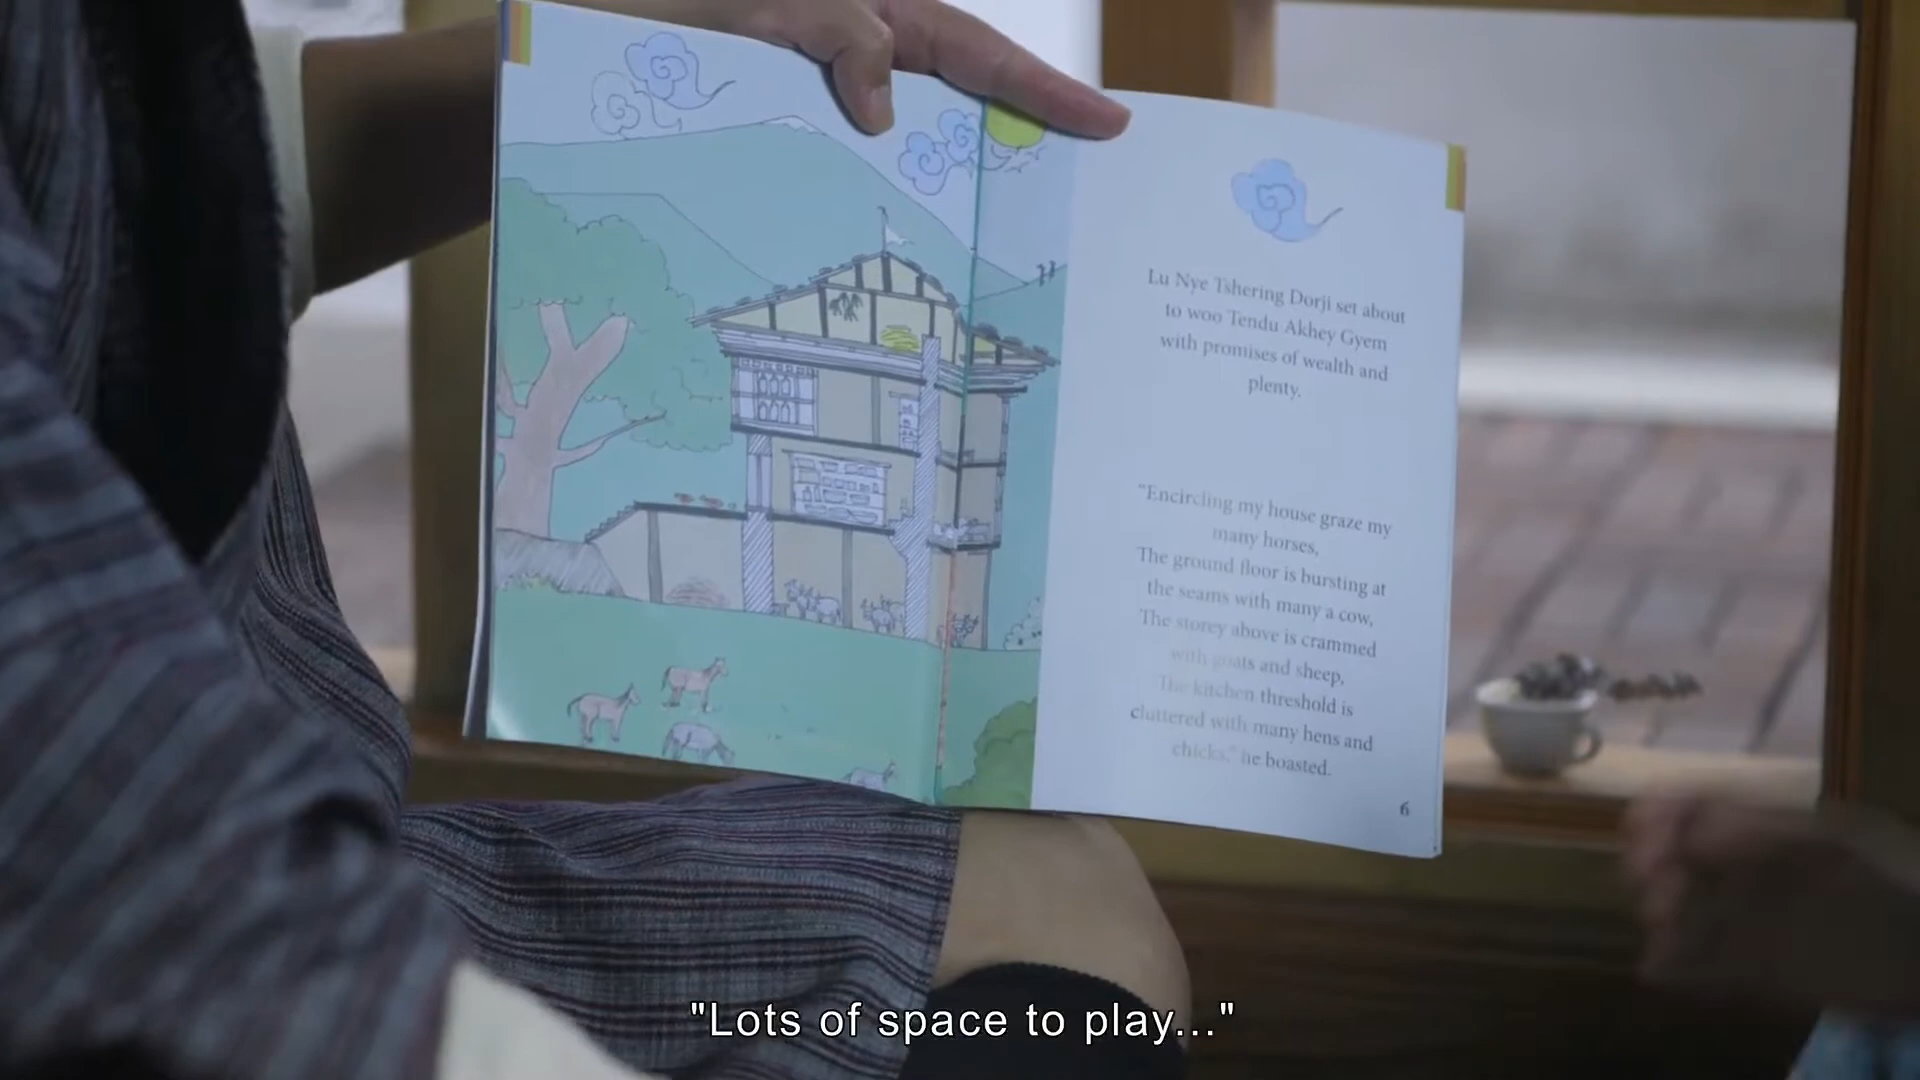 Lu Nye Tshering Dorji set about
to woo Tendu Akhey Gyem
with promises of wealth and
plenty.
"Encircling my house graze my
many horses,
The ground floor is bursting at
the seams with many a cow,
The storey above is crammed
with goats and sheep,
The kitchen threshold is
cluttered with many hens and
chicks," he boasted.
6
"Lots of space to play..."